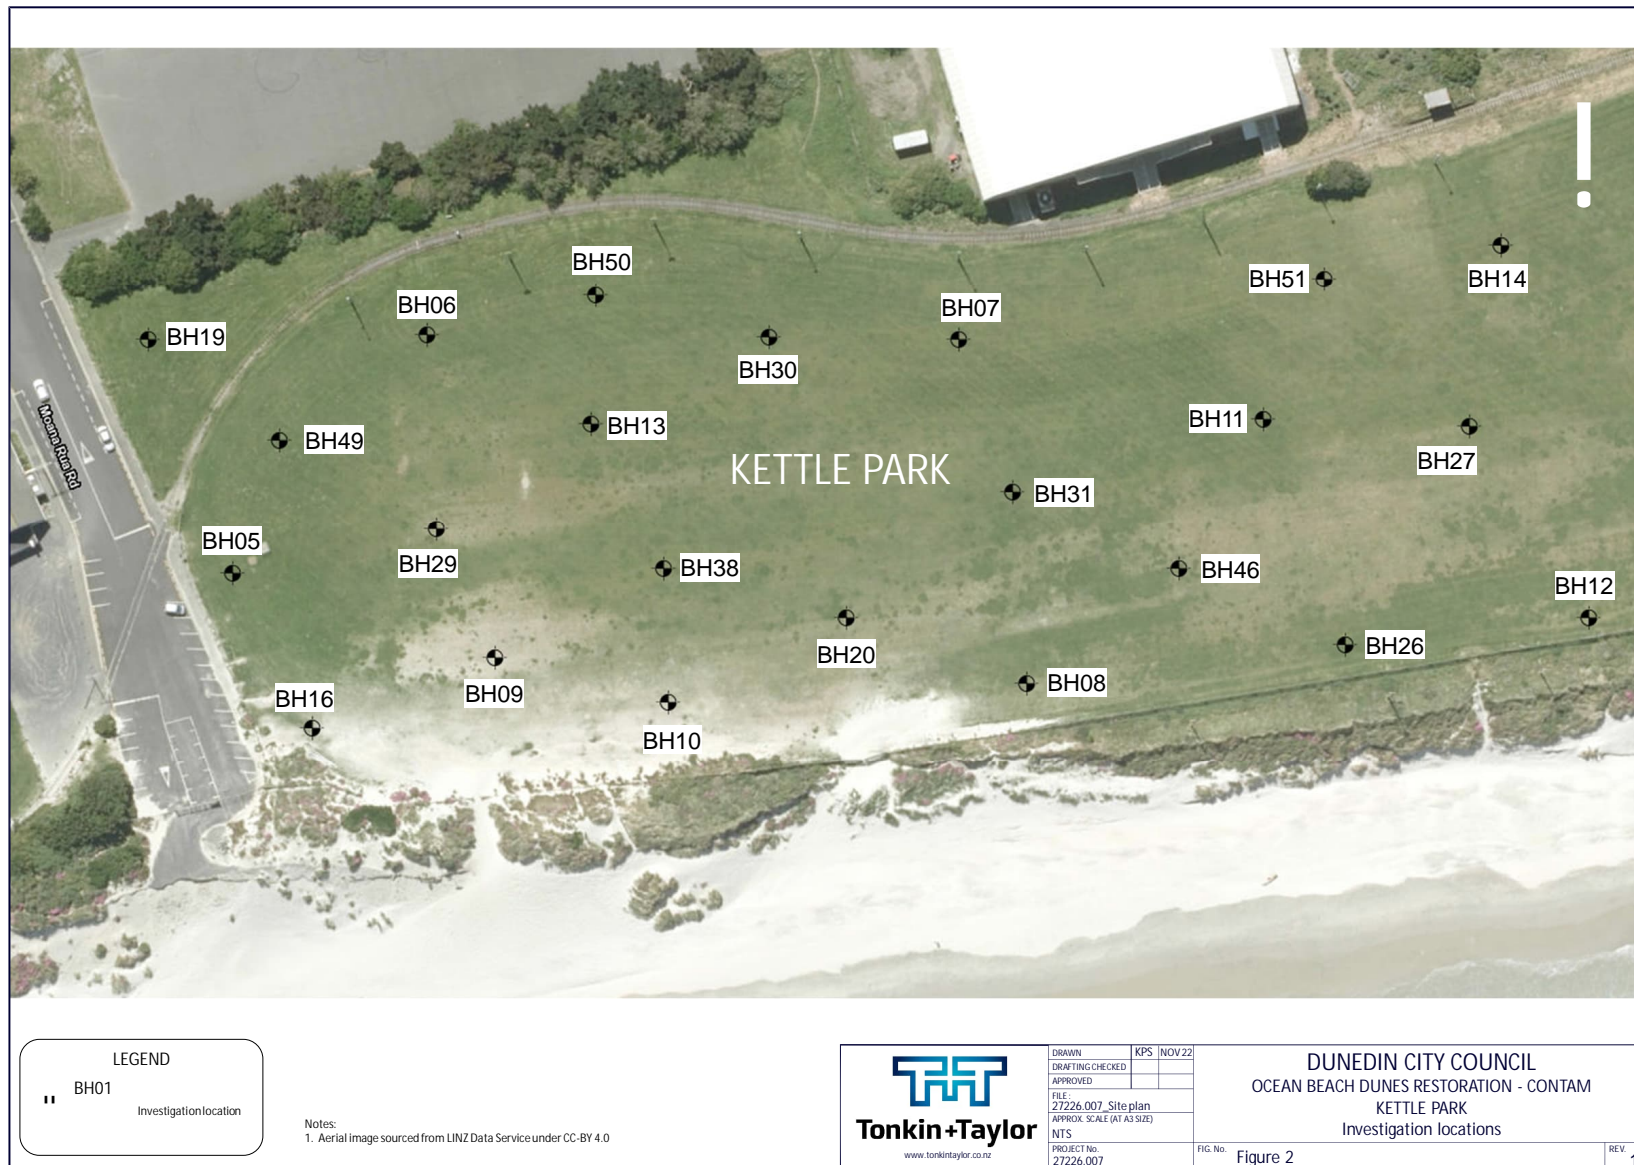 BH50
BH06
BH07
BH51
BH14
BH19
BH30
BH13
BH11
BH49
BH27
KETTLE PARK
Moana Rua Rd
BH31
BH05
BH29
BH38
BH46
BH12
BH20
BH26
BH09
BH08
BH16
BH10
LEGEND
BH01
Investigation location
Notes:
1. Aerial image sourced from LINZ Data Service under CC-BY 4.0
Tonkin+Taylor
www.tonkintaylor.co.nz
DRAWN KPS NOV 22
DRAFTING CHECKED
APPROVED
FILE :
27226.007_Site plan
APPROX. SCALE (AT A3 SIZE)
NTS
PROJECT No.
27226.007
DUNEDIN CITY COUNCIL
OCEAN BEACH DUNES RESTORATION - CONTAM
KETTLE PARK
Investigation locations
FIG. No. Figure 2
REV.